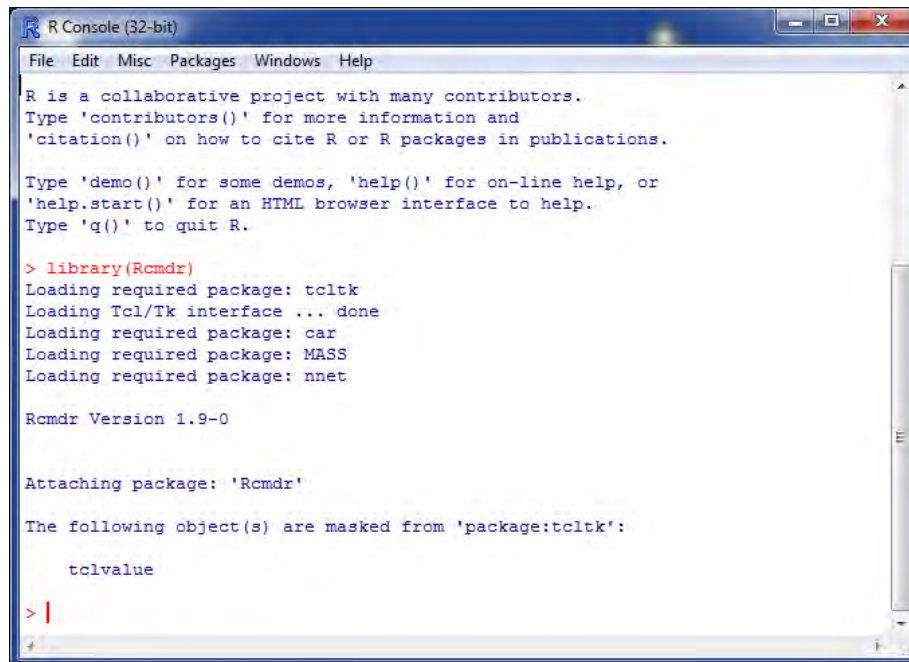 R Console (32-bit)
File Edit Misc Packages Windows Help
R is a collaborative project with many contributors.
Type 'contributors()' for more information and
'citation()' on how to cite R or R packages in publications.
Type 'demo()' for some demos, 'help()' for on-line help, or
'help.start()' for an HTML browser interface to help.
Type 'q()' to quit R.
> library(Rcmdr)
Loading required package: tcltk
Loading Tcl/Tk interface ... done
Loading required package: car
Loading required package: MASS
Loading required package: nnet
Rcmdr Version 1.9-0
Attaching package: 'Rcmdr'
The following object(s) are masked from 'package:tcltk':
tclvalue
>